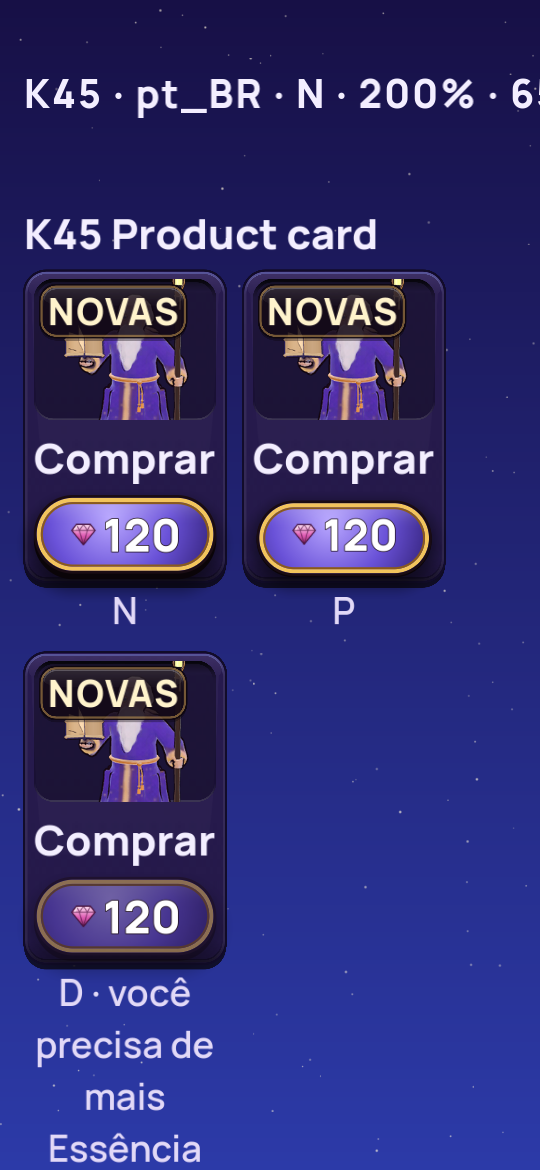 K45 · pt_BR · N · 200% · 6
K45 Product card
NOVAS
NOVAS
Comprar
Comprar
120
120
N
P
NOVAS
Comprar
120
D · você
precisa de
mais
Essência